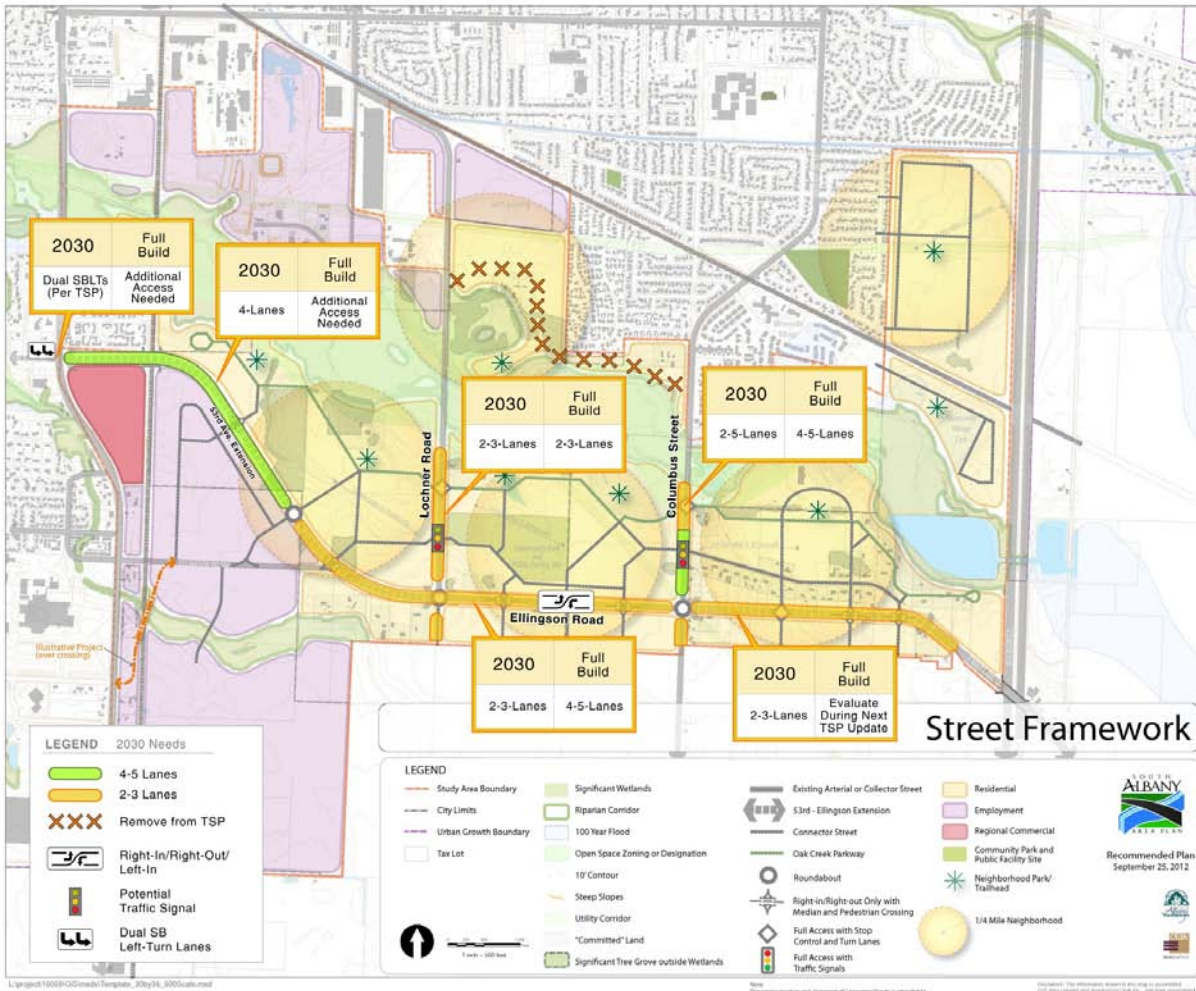 2030
Full
Build
Dual SBLTs
(Per TSP)
Additional
Access
Needed
2030
Full
Build
4-Lanes
Additional
Access
Needed
53rd Ave. Extension
2030
Full
Build
2-3-Lanes
2-3-Lanes
Lochner Road
2030
Full
Build
2-5-Lanes
4-5-Lanes
Columbus Street
Ellingson Road
Illustrative Project
(over crossing)
2030
Full
Build
2-3-Lanes
4-5-Lanes
2030
Full
Build
2-3-Lanes
Evaluate
During Next
TSP Update
Street Framework
LEGEND 2030 Needs
4-5 Lanes
2-3 Lanes
Remove from TSP
Right-In/Right-Out/
Left-In
Potential
Traffic Signal
Dual SB
Left-Turn Lanes
LEGEND
Study Area Boundary
City Limits
Urban Growth Boundary
Tax Lot
Significant Wetlands
Riparian Corridor
100 Year Flood
Open Space Zoning or Designation
10' Contour
Steep Slopes
Utility Corridor
"Committed" Land
Significant Tree Grove outside Wetlands
Existing Arterial or Collector Street
53rd - Ellingson Extension
Connector Street
Oak Creek Parkway
Roundabout
Right-in/Right-out Only with
Median and Pedestrian Crossing
Full Access with Stop
Control and Turn Lanes
Full Access with
Traffic Signals
Residential
Employment
Regional Commercial
Community Park and
Public Facility Site
Neighborhood Park/
Trailhead
1/4 Mile Neighborhood
SOUTH
ALBANY
AREA PLAN
Recommended Plan
September 25, 2012